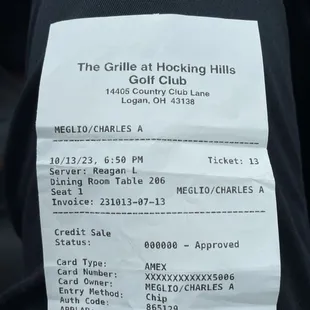 The Grille at Hocking Hills
Golf Club
14405 Country Club Lane
Logan, OH 43138
MEGLIO/CHARLES A
10/13/23, 6:50 PM Ticket: 13
Server: Reagan L
Dining Room Table 206
Seat 1 MEGLIO/CHARLES A
Invoice: 231013-07-13
Credit Sale
Status: 000000 - Approved
Card Type: AMEX
Card Number: XXXXXXXXXXXX5006
Card Owner: MEGLIO/CHARLES A
Entry Method: Chip
Auth Code: 865129